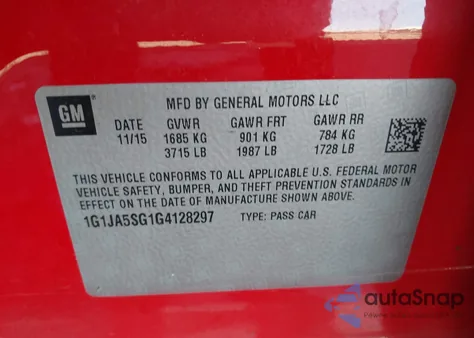 GM
MFD BY GENERAL MOTORS LLC
DATE GVWR GAWR FRT GAWR RR
11/15 1685 KG 901 KG 784 KG
3715 LB 1987 LB 1728 LB
THIS VEHICLE CONFORMS TO ALL APPLICABLE U.S. FEDERAL MOTOR
VEHICLE SAFETY, BUMPER, AND THEFT PREVENTION STANDARDS IN
EFFECT ON THE DATE OF MANUFACTURE SHOWN ABOVE.
1G1JA5SG1G4128297 TYPE: PASS CAR
autoSnap